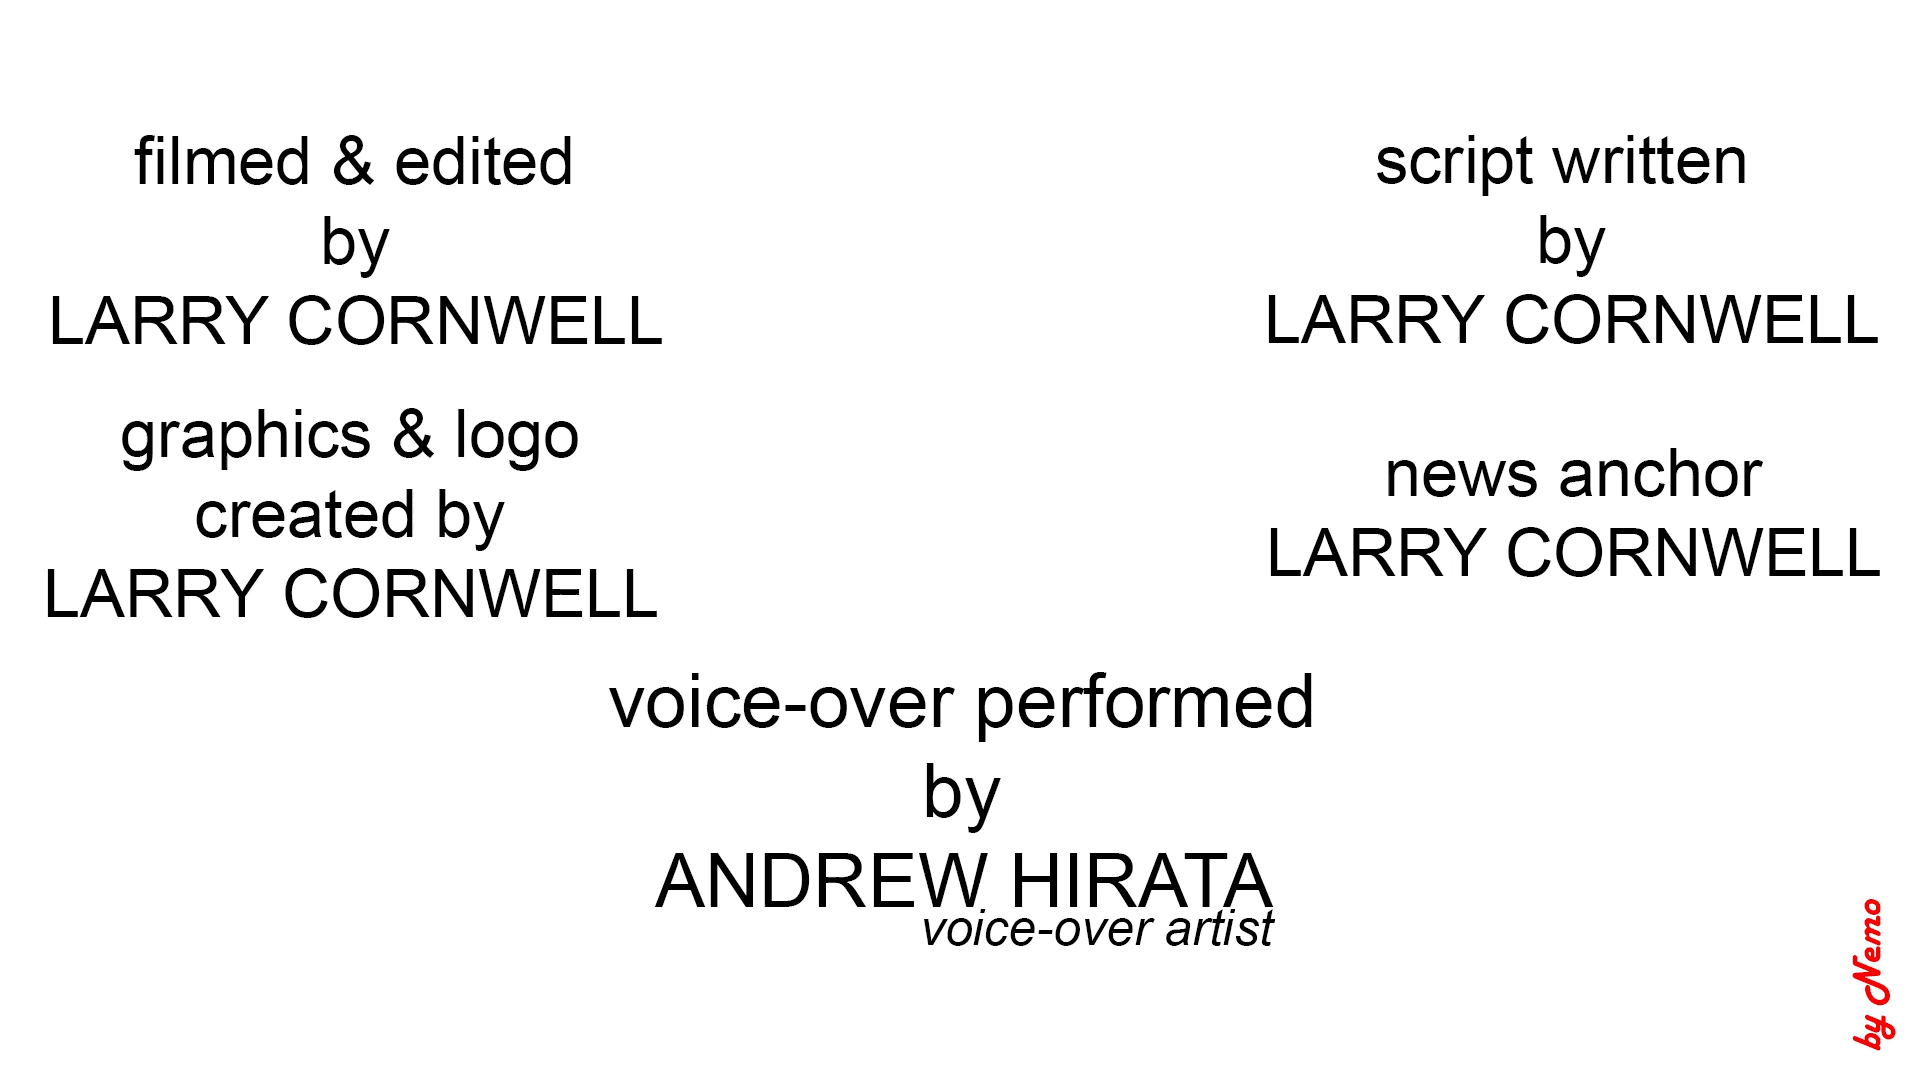 filmed & edited
by
LARRY CORNWELL
script written
by
LARRY CORNWELL
graphics & logo
created by
LARRY CORNWELL
news anchor
LARRY CORNWELL
voice-over performed
by
ANDREW HIRATA
voice-over artist
by Nemo